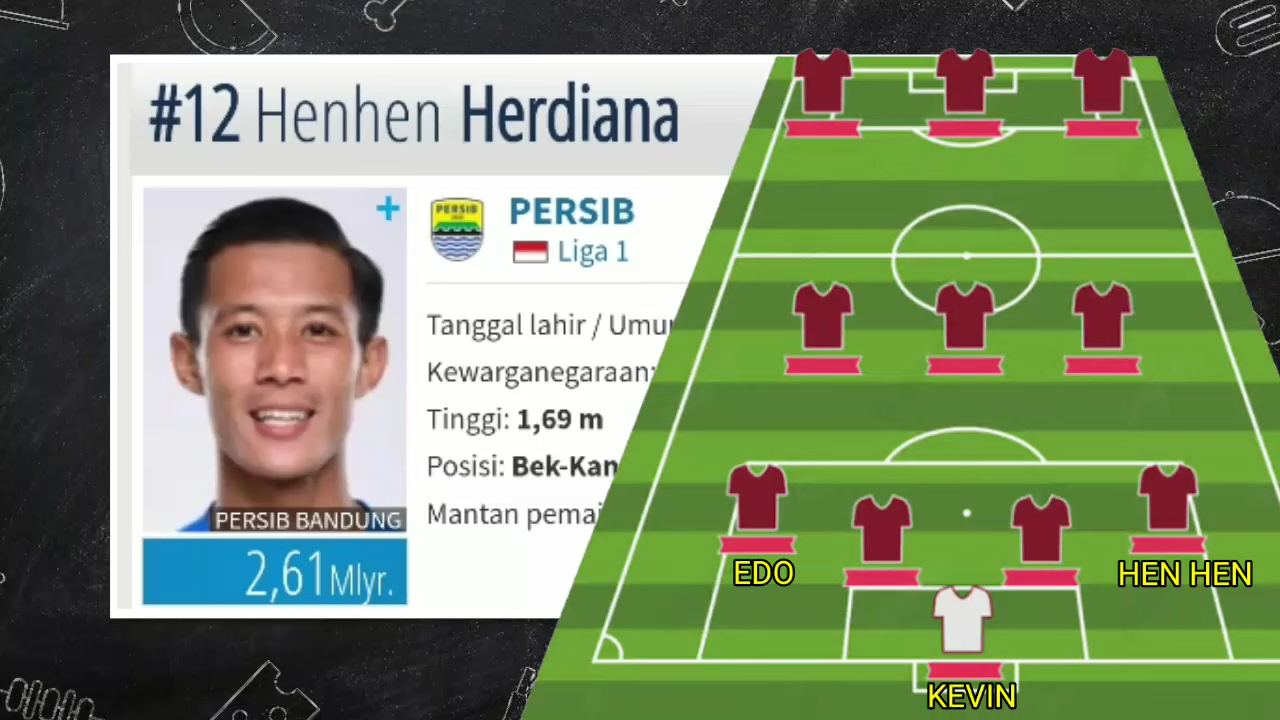 #12 Henhen Herdiana
PERSIB
PERSIB
Liga 1
Tanggal lahir / Umur
Kewarganegaraan:
Tinggi: 1,69 m
Posisi: Bek-Kan
Mantan pemai
PERSIB BANDUNG
2,61 Mlyr.
EDO
HEN HEN
KEVIN